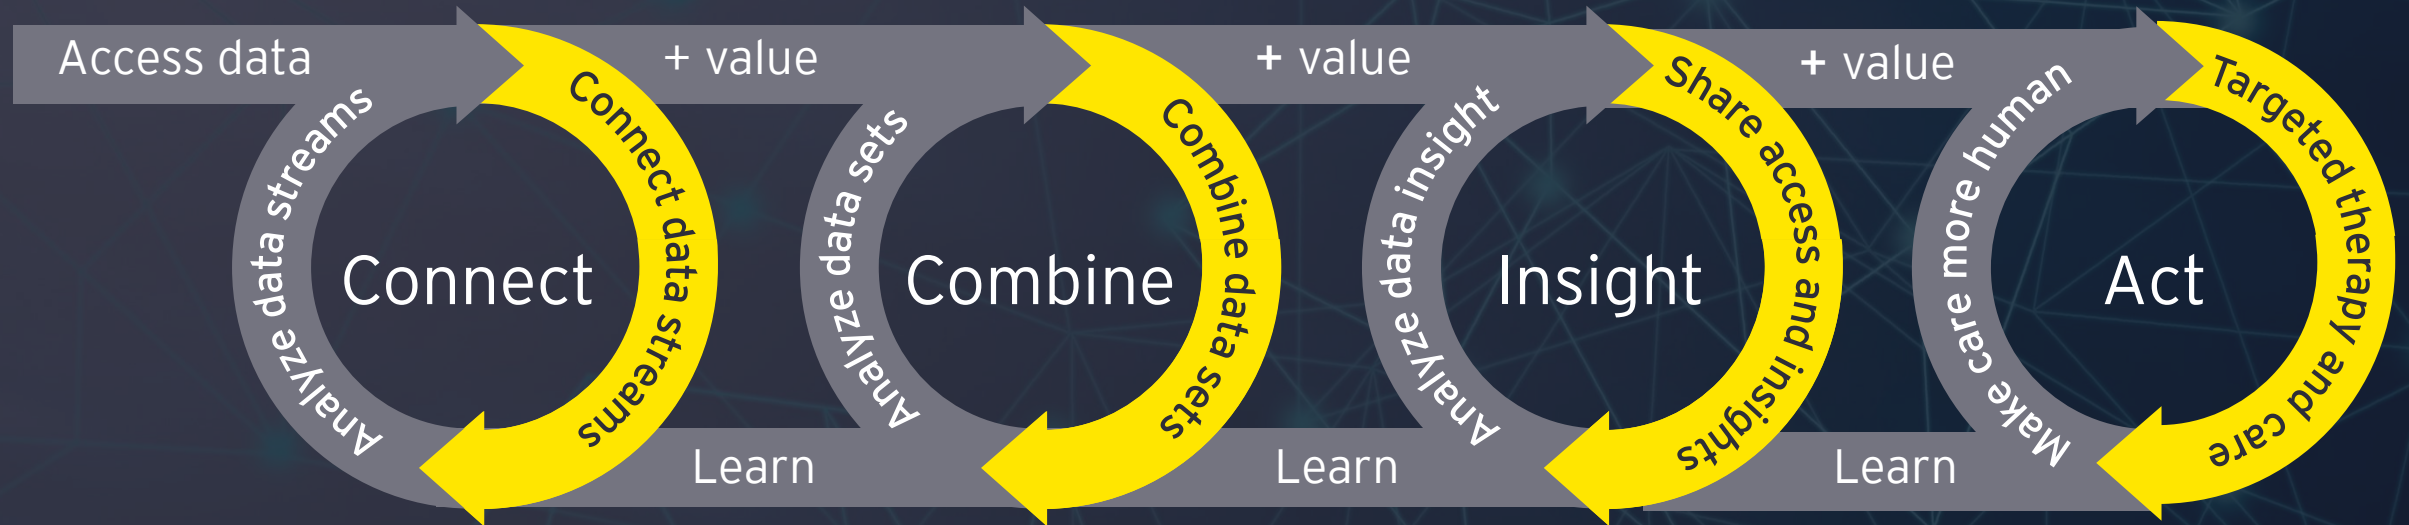 Access data
+ value
+ value
+ value
Analyze data streams
Connect
Connect data streams
Analyze data sets
Combine
Combine data sets
Analyze data insight
Insight
Share access and insights
Make care more human
Act
Targeted therapy and care
Learn
Learn
Learn